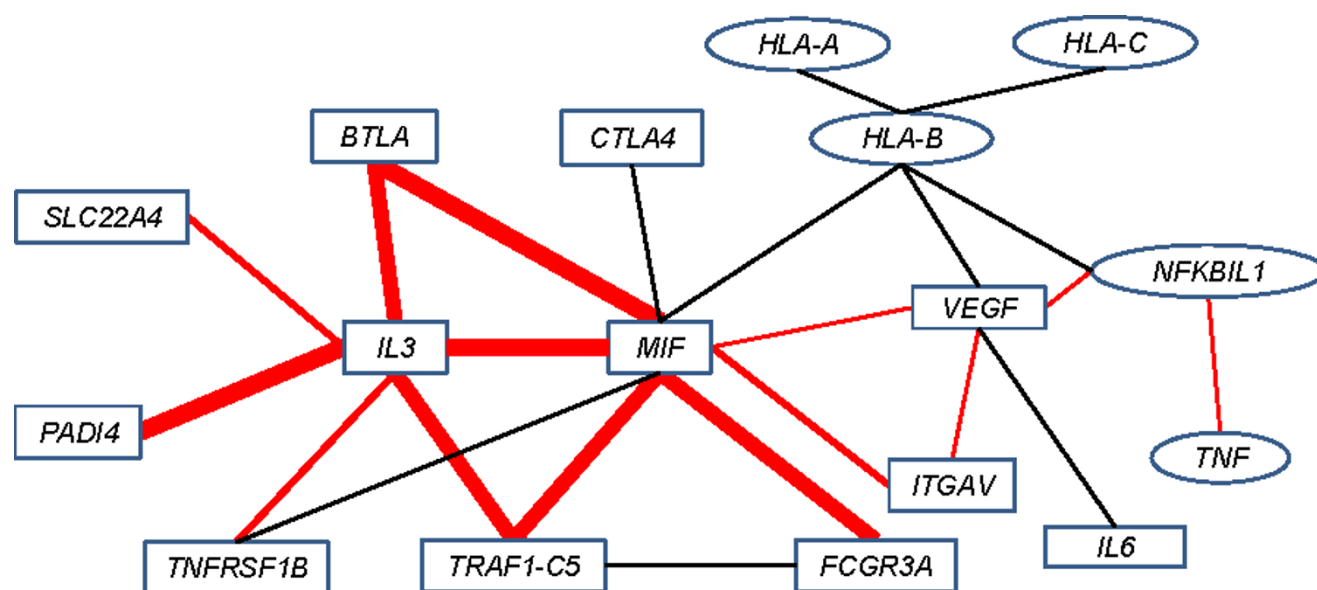 HLA-A
HLA-C
BTLA
CTLA4
HLA-B
SLC22A4
NFKBIL1
VEGF
IL3
MIF
PADI4
ITGAV
TNF
IL6
TNFRSF1B
TRAF1-C5
FCGR3A